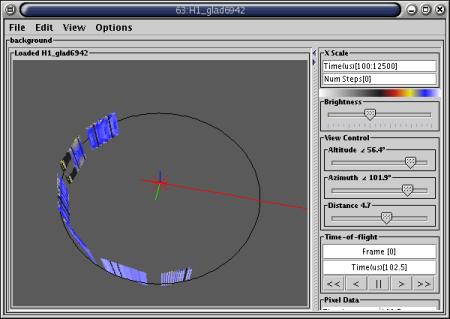 63:H1_glad6942
File Edit View Options
background
Loaded H1_glad6942
X Scale
Time(us)[100:12500]
Num Steps[0]
Brightness
View Control
Altitude ∠ 56.4°
Azimuth ∠ 101.9°
Distance 4.7
Time-of-flight
Frame [0]
Time(us)[102.5]
<< < || > >>
Pixel Data